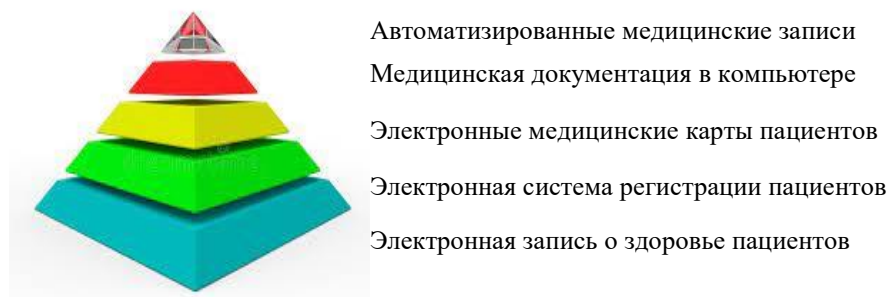 Автоматизированные медицинские записи
Медицинская документация в компьютере
Электронные медицинские карты пациентов
Электронная система регистрации пациентов
Электронная запись о здоровье пациентов